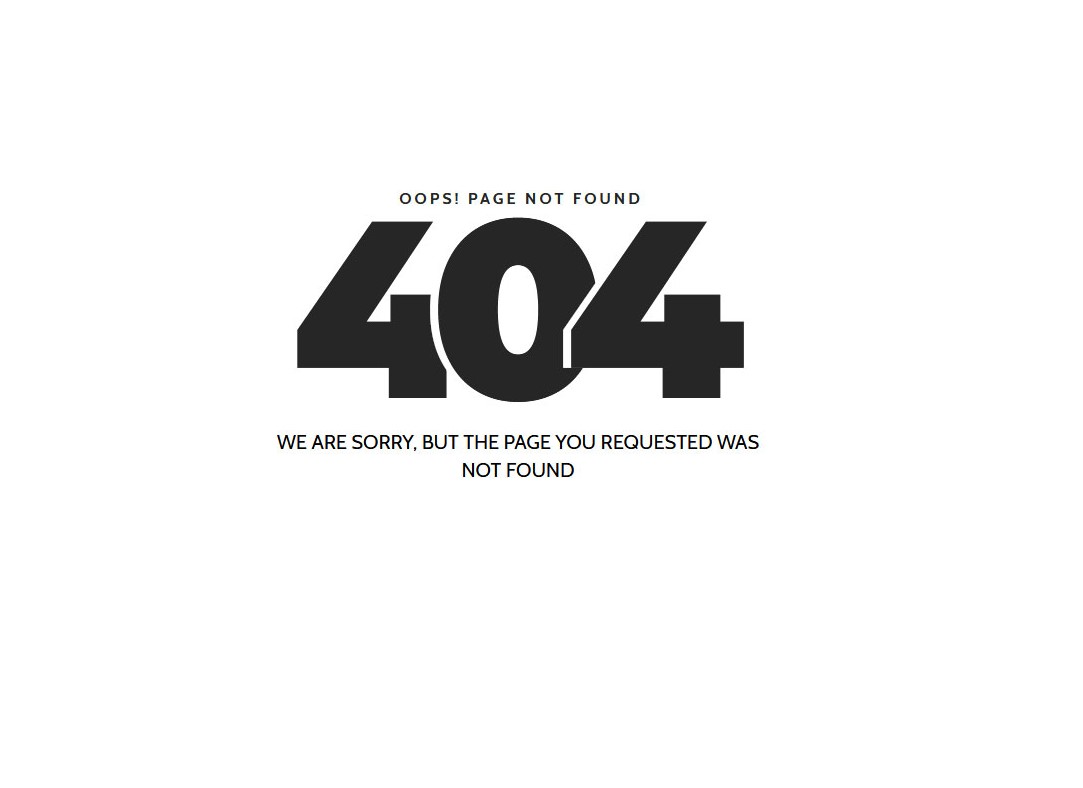 OOPS! PAGE NOT FOUND
404
WE ARE SORRY, BUT THE PAGE YOU REQUESTED WAS
NOT FOUND